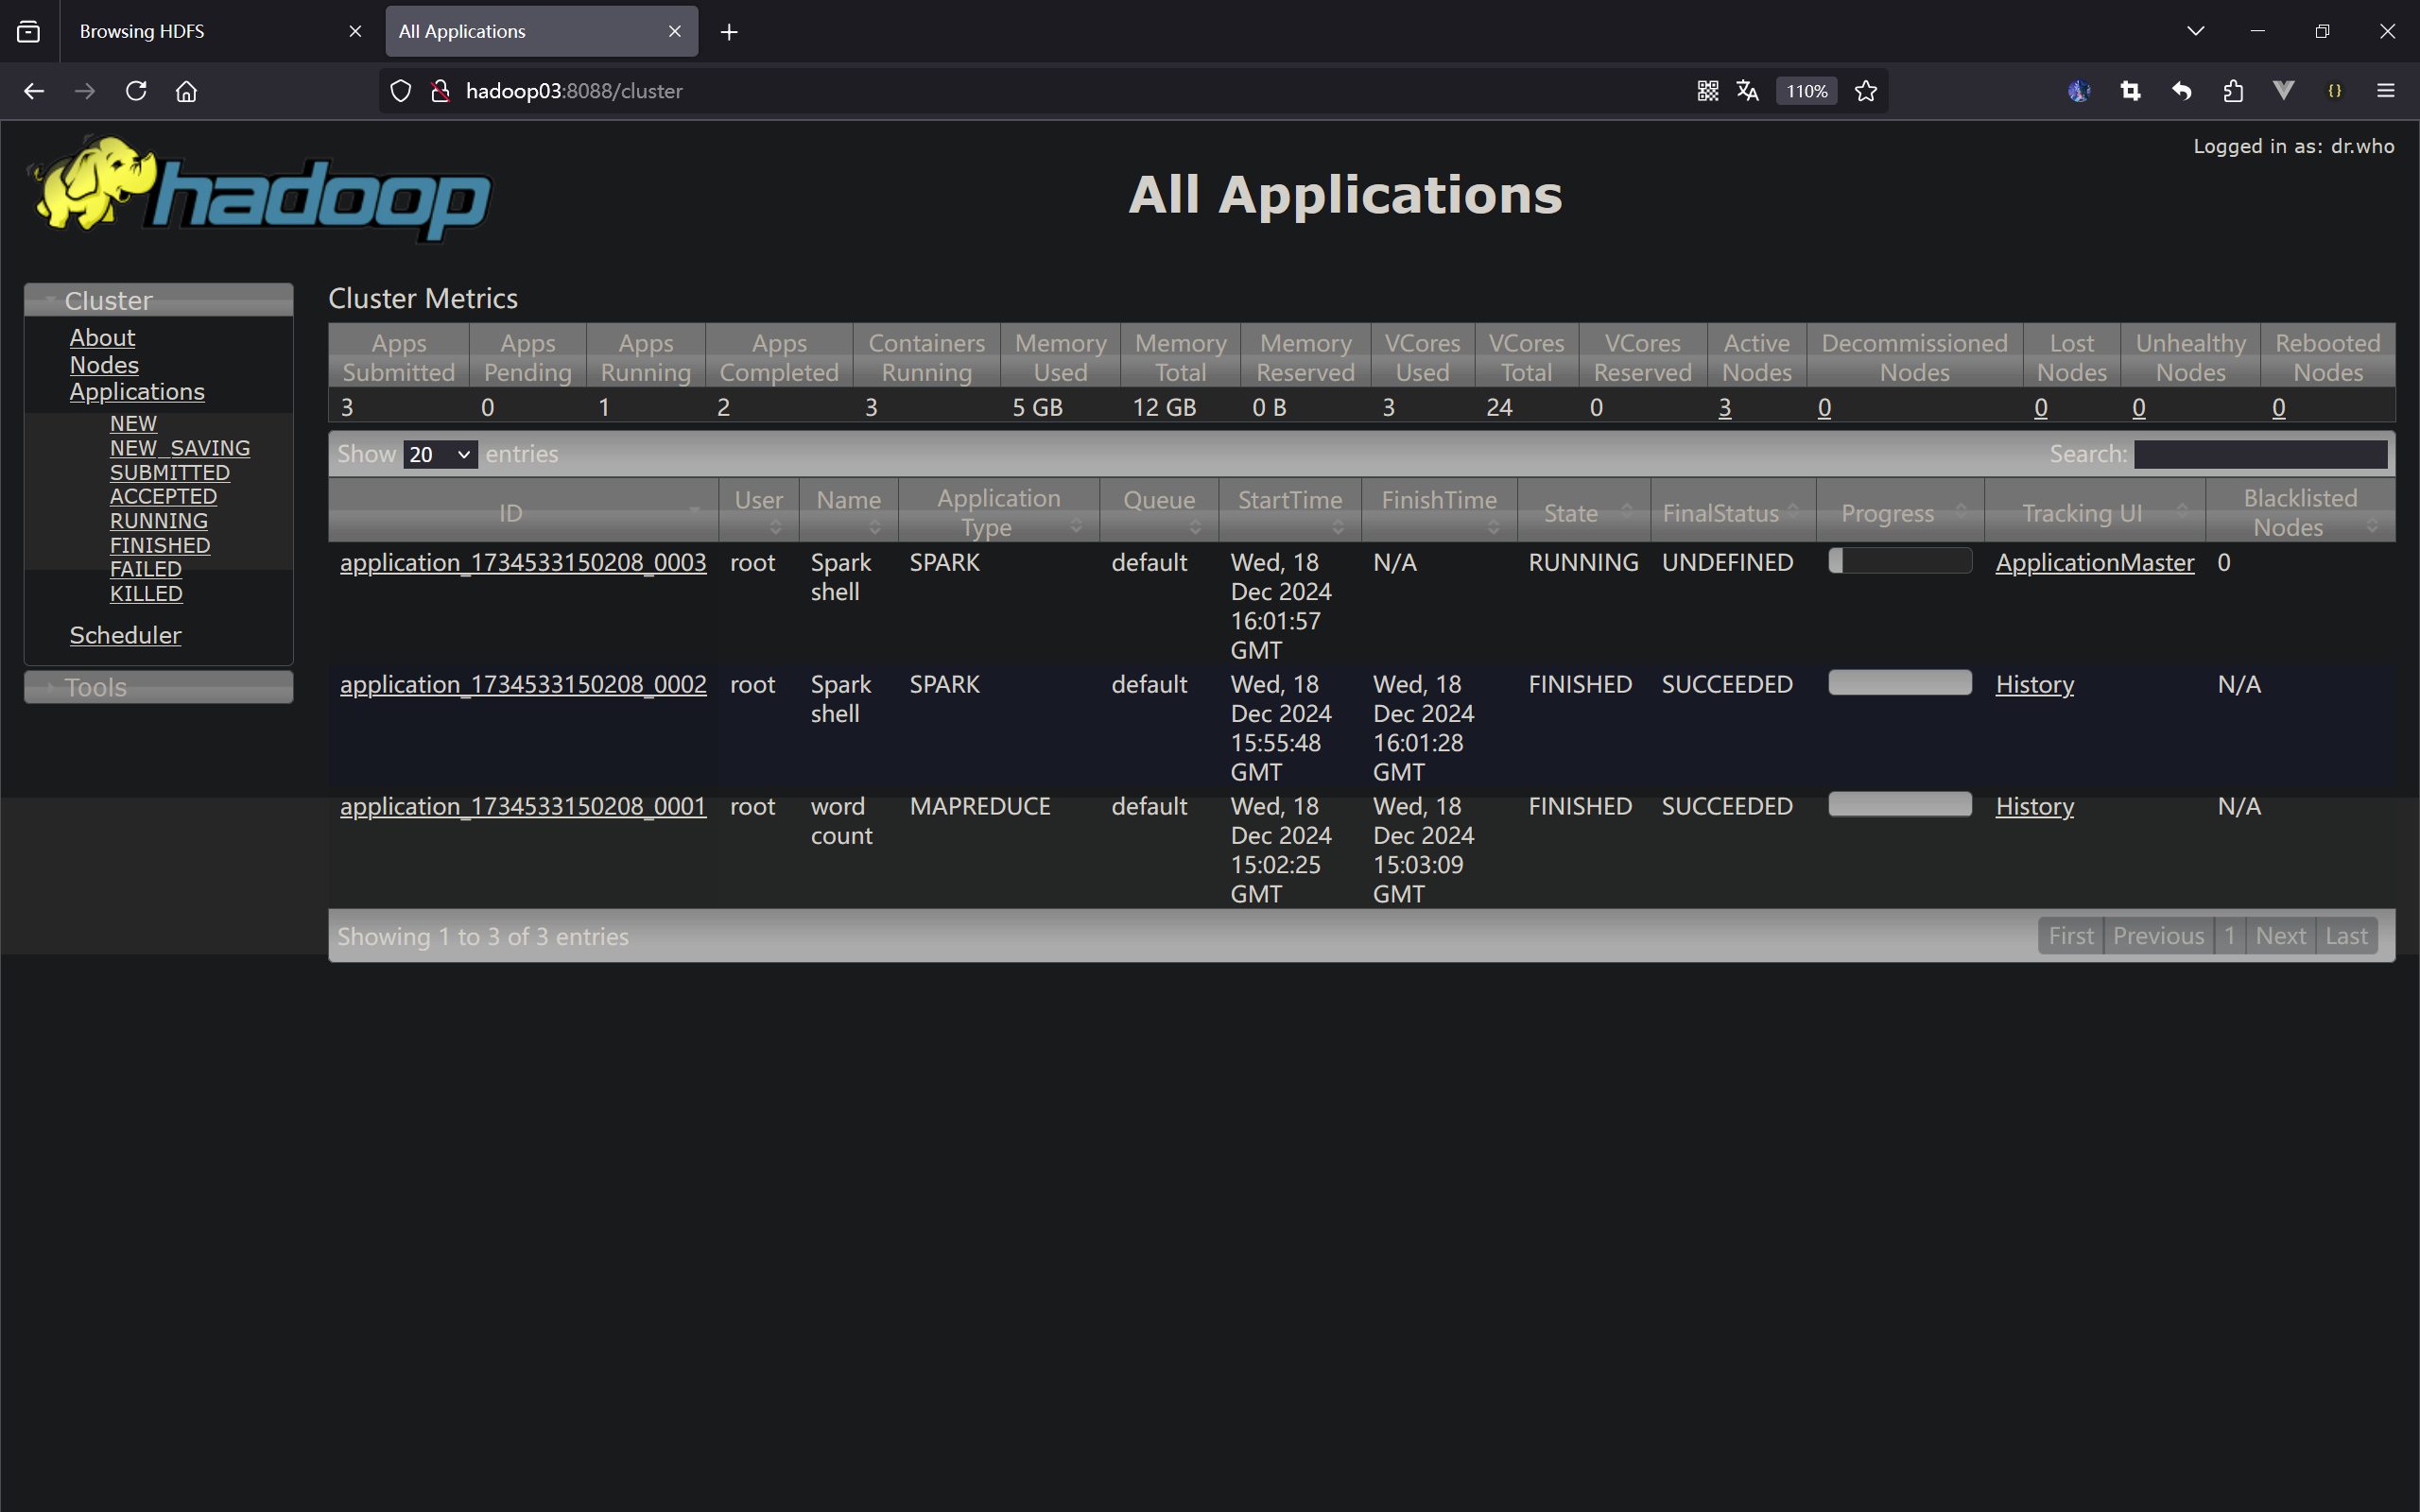 Browsing HDFS
All Applications
hadoop03:8088/cluster
110%
hadoop
All Applications
Logged in as: dr.who
Cluster
About
Nodes
Applications
NEW
NEW_SAVING
SUBMITTED
ACCEPTED
RUNNING
FINISHED
FAILED
KILLED
Scheduler
Tools
Cluster Metrics
Apps Submitted Apps Pending Apps Running Apps Completed Containers Running Memory Used Memory Total Memory Reserved VCores Used VCores Total VCores Reserved Active Nodes Decommissioned Nodes Lost Nodes Unhealthy Nodes Rebooted Nodes
3 0 1 2 3 5 GB 12 GB 0 B 3 24 0 3 0 0 0 0
Show 20 entries Search:
ID User Name Application Type Queue StartTime FinishTime State FinalStatus Progress Tracking UI Blacklisted Nodes
application_1734533150208_0003 root Spark shell SPARK default Wed, 18 Dec 2024 16:01:57 GMT N/A RUNNING UNDEFINED ApplicationMaster 0
application_1734533150208_0002 root Spark shell SPARK default Wed, 18 Dec 2024 15:55:48 GMT Wed, 18 Dec 2024 16:01:28 GMT FINISHED SUCCEEDED History N/A
application_1734533150208_0001 root word count MAPREDUCE default Wed, 18 Dec 2024 15:02:25 GMT Wed, 18 Dec 2024 15:03:09 GMT FINISHED SUCCEEDED History N/A
Showing 1 to 3 of 3 entries First Previous 1 Next Last